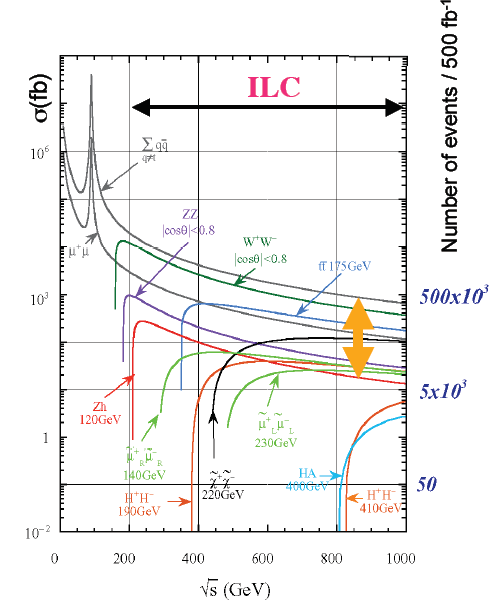 ILC
σ(fb)
Number of events / 500 fb⁻¹
10⁶
10³
1
10⁻²
∑ qq̄
q≠t
μ⁺μ⁻
ZZ
|cosθ|<0.8
W⁺W⁻
|cosθ|<0.8
ff 175GeV
500x10³
5x10³
50
Zh
120GeV
μ̃⁺Rμ̃⁻R
140GeV
H⁺H⁻
190GeV
χ̃⁺χ̃⁻
220GeV
μ̃⁺Lμ̃⁻L
230GeV
HA
400GeV
H⁺H⁻
410GeV
0 200 400 600 800 1000
√s (GeV)